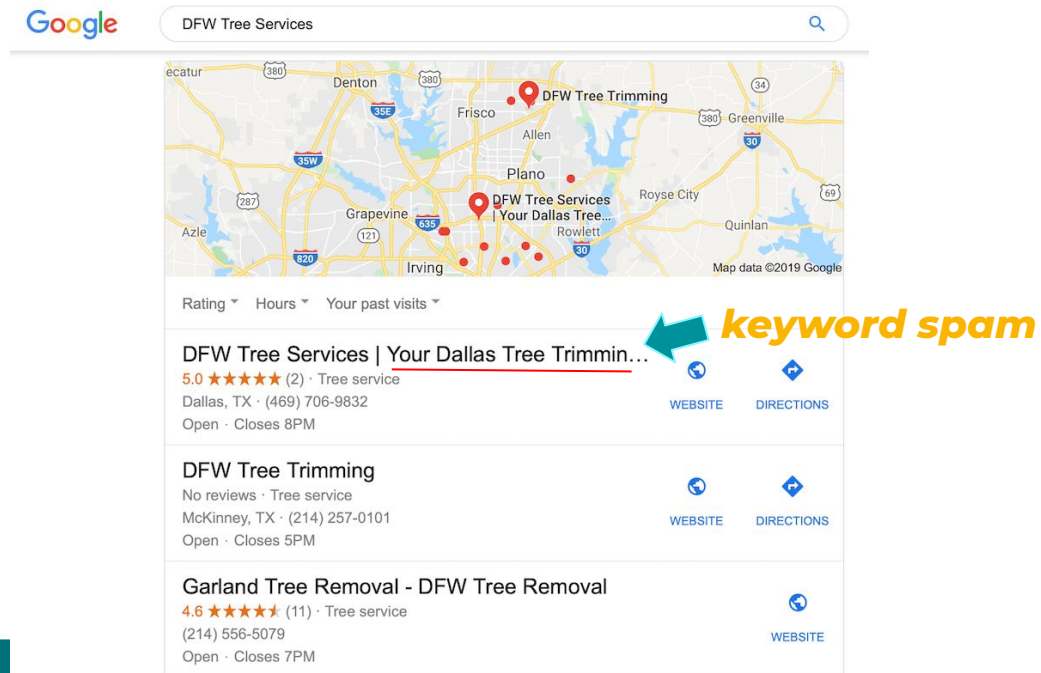 Google
DFW Tree Services
ecatur
380
Denton
380
34
DFW Tree Trimming
35E
Frisco
380
Greenville
Allen
30
35W
Plano
287
DFW Tree Services
| Your Dallas Tree...
Royse City
69
Grapevine
635
Azle
121
Rowlett
Quinlan
820
30
Irving
Map data ©2019 Google
Rating Hours Your past visits
keyword spam
DFW Tree Services | Your Dallas Tree Trimmin...
5.0 ★★★★★ (2) · Tree service
Dallas, TX · (469) 706-9832
WEBSITE DIRECTIONS
Open · Closes 8PM
DFW Tree Trimming
No reviews · Tree service
McKinney, TX · (214) 257-0101
WEBSITE DIRECTIONS
Open · Closes 5PM
Garland Tree Removal - DFW Tree Removal
4.6 ★★★★★ (11) · Tree service
(214) 556-5079
WEBSITE
Open · Closes 7PM